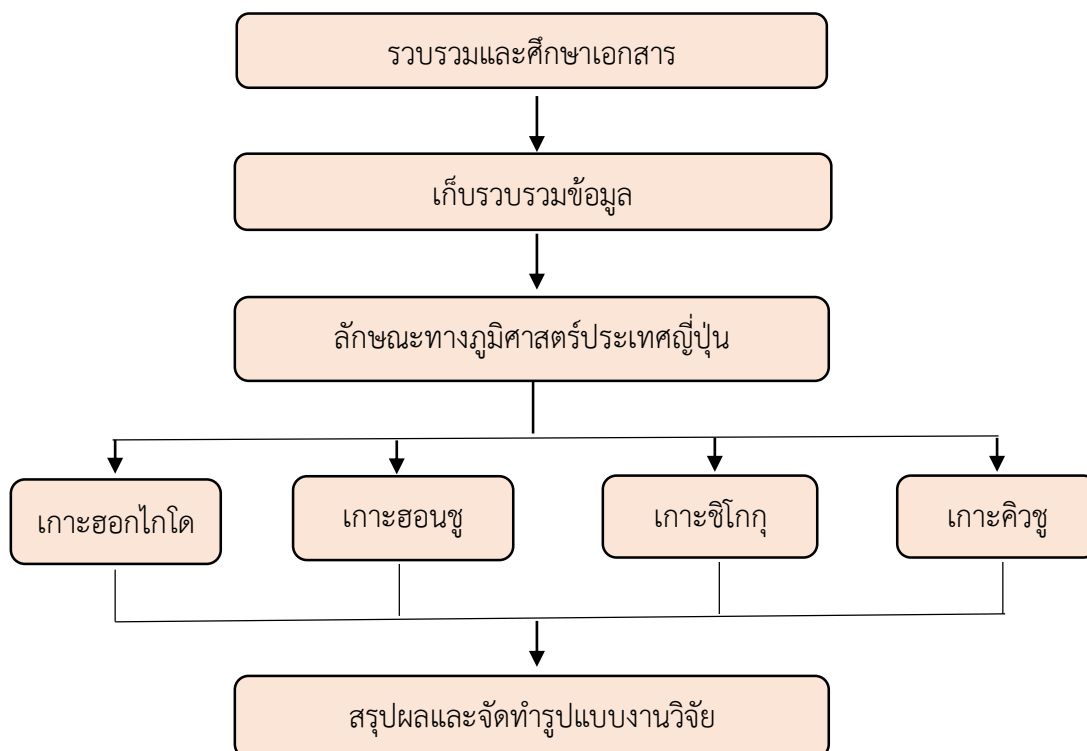 รวบรวมและศึกษาเอกสาร
เก็บรวบรวมข้อมูล
ลักษณะทางภูมิศาสตร์ประเทศญี่ปุ่น
เกาะฮอกไกโด
เกาะฮอนชู
เกาะชิโกกุ
เกาะคิวชู
สรุปผลและจัดทำรูปแบบงานวิจัย